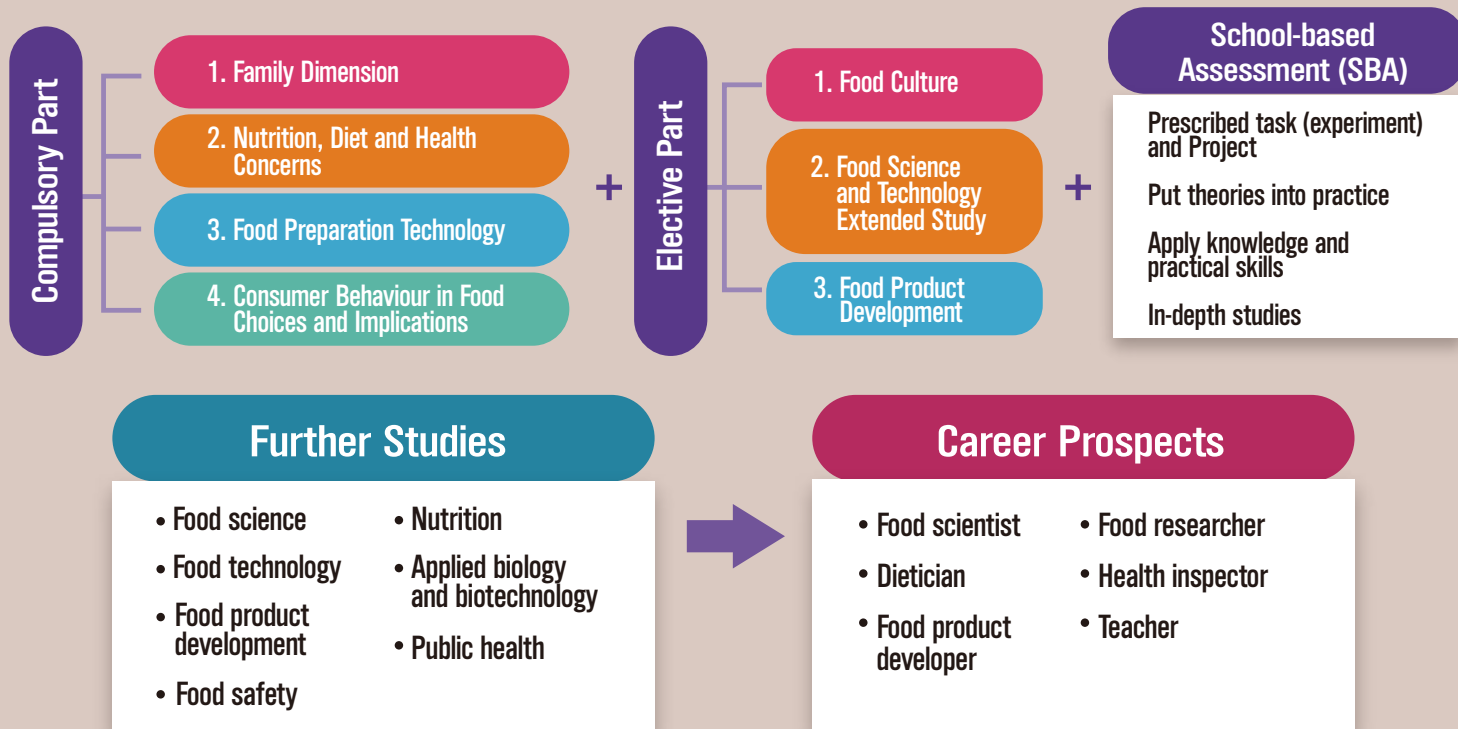 Compulsory Part
1. Family Dimension
2. Nutrition, Diet and Health
Concerns
3. Food Preparation Technology
4. Consumer Behaviour in Food
Choices and Implications
+
Elective Part
1. Food Culture
2. Food Science
and Technology
Extended Study
3. Food Product
Development
+
School-based
Assessment (SBA)
Prescribed task (experiment)
and Project
Put theories into practice
Apply knowledge and
practical skills
In-depth studies
Further Studies
• Food science
• Food technology
• Food product
development
• Food safety
• Nutrition
• Applied biology
and biotechnology
• Public health
Career Prospects
• Food scientist
• Dietician
• Food product
developer
• Food researcher
• Health inspector
• Teacher